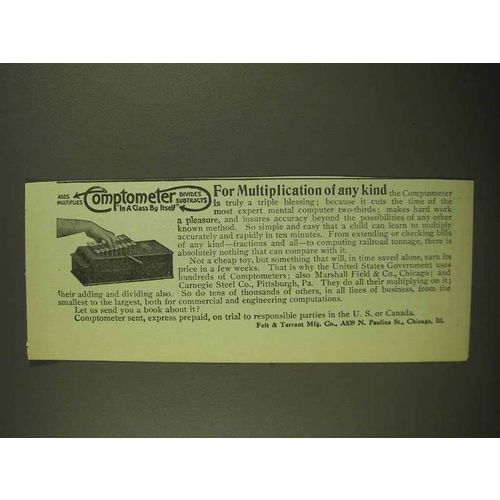 ADDS
MULTIPLIES
Comptometer
In A Class By Itself
DIVIDES
SUBTRACTS
For Multiplication of any kind the Comptometer
is truly a triple blessing; because it cuts the time of the
most expert mental computer two-thirds; makes hard work
a pleasure, and insures accuracy beyond the possibilities of any other
known method. So simple and easy that a child can learn to multiply
accurately and rapidly in ten minutes. From extending or checking bills
of any kind—fractions and all—to computing railroad tonnage, there is
absolutely nothing that can compare with it.
Not a cheap toy, but something that will, in time saved alone, earn its
price in a few weeks. That is why the United States Government uses
hundreds of Comptometers; also Marshall Field & Co., Chicago: and
Carnegie Steel Co., Pittsburgh, Pa. They do all their multiplying on it;
their adding and dividing also. So do tens of thousands of others, in all lines of business, from the
smallest to the largest, both for commercial and engineering computations.
Let us send you a book about it?
Comptometer sent, express prepaid, on trial to responsible parties in the U. S. or Canada.
Felt & Tarrant Mfg. Co., A839 N. Paulina St., Chicago, Ill.